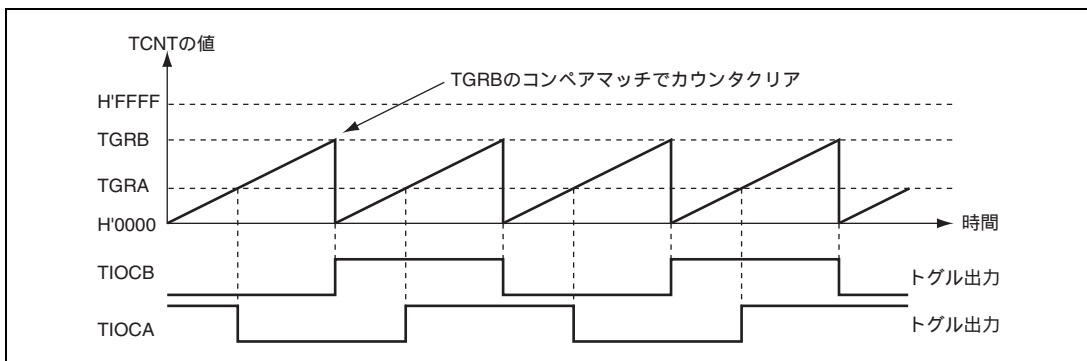 TCNTの値
TGRBのコンペアマッチでカウンタクリア
H'FFFF
TGRB
TGRA
H'0000
時間
TIOCB
トグル出力
TIOCA
トグル出力